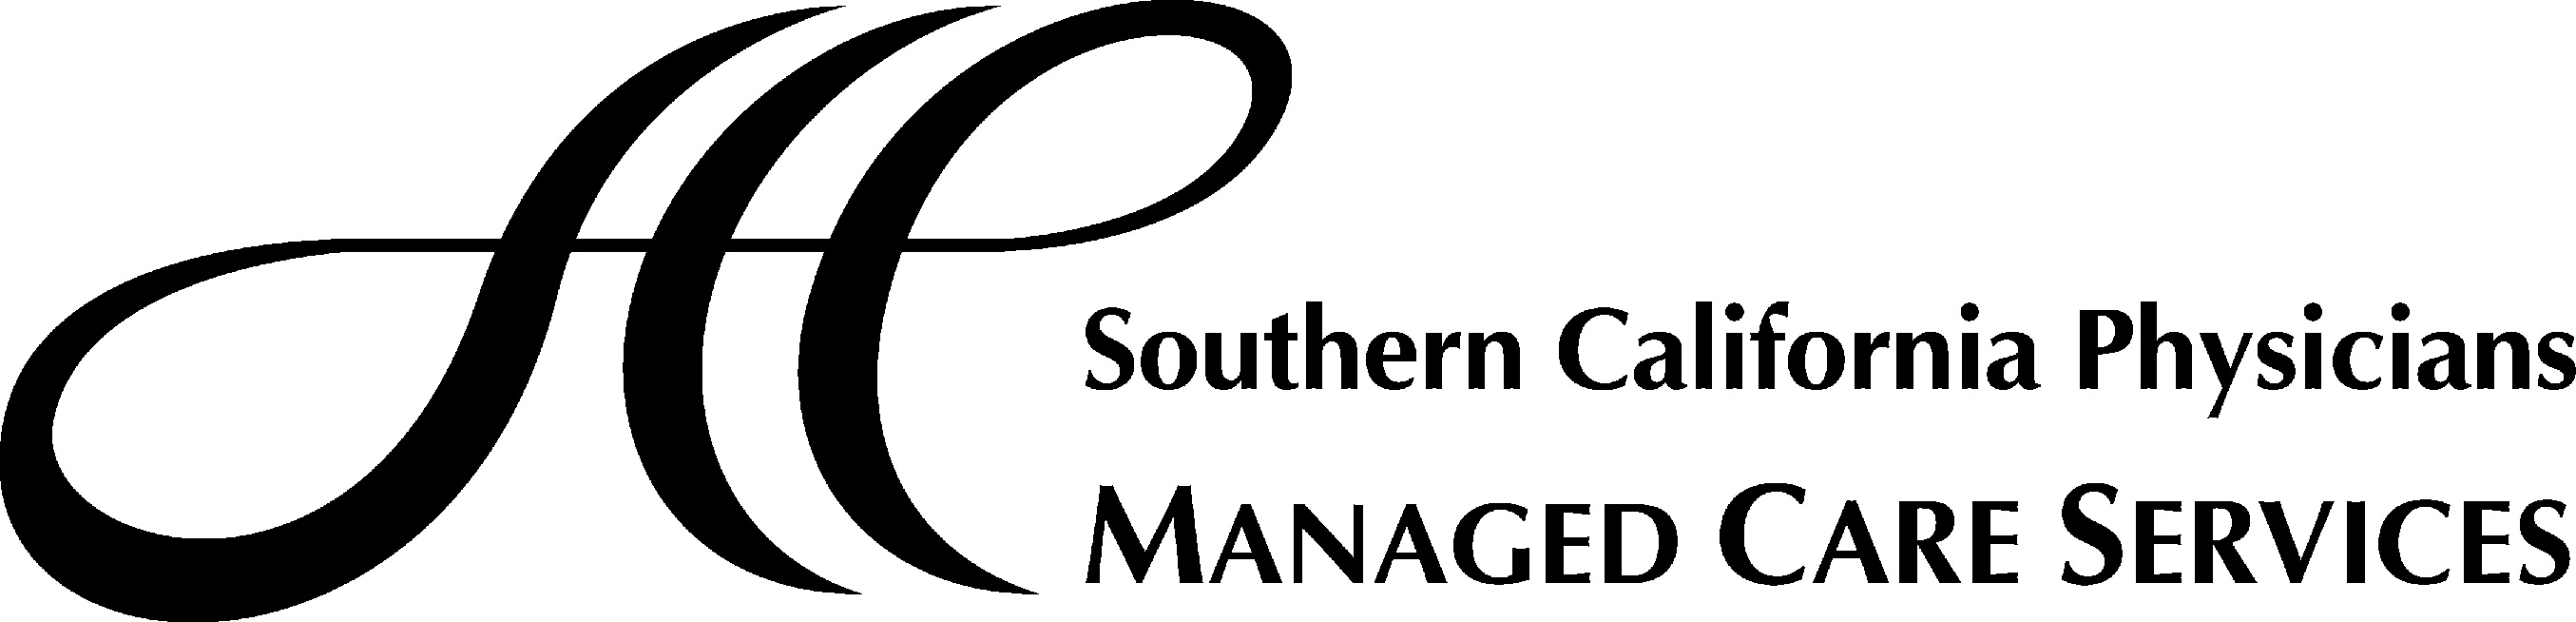 Southern California Physicians
MANAGED CARE SERVICES